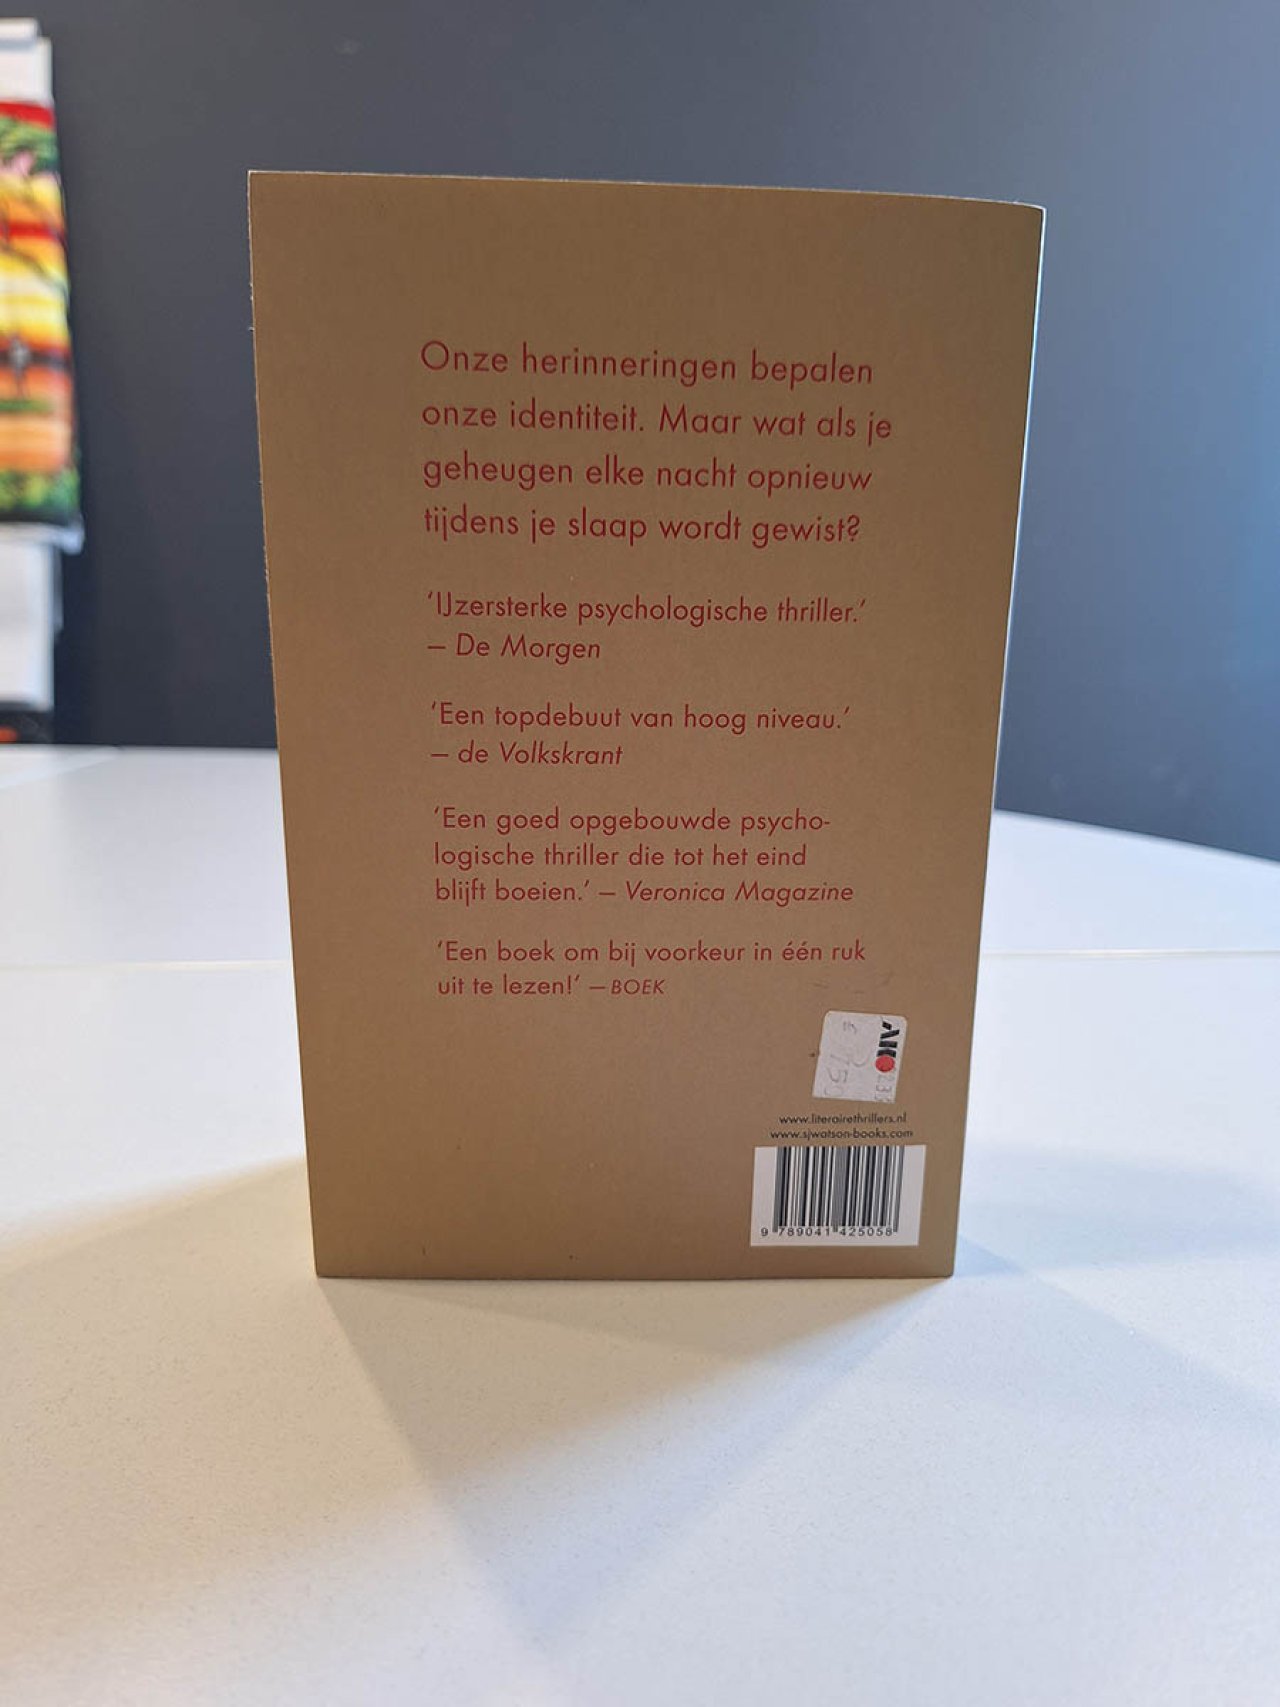 Onze herinneringen bepalen
onze identiteit. Maar wat als je
geheugen elke nacht opnieuw
tijdens je slaap wordt gewist?
‘IJzersterke psychologische thriller.’
– De Morgen
‘Een topdebuut van hoog niveau.’
– de Volkskrant
‘Een goed opgebouwde psycho-
logische thriller die tot het eind
blijft boeien.’ – Veronica Magazine
‘Een boek om bij voorkeur in één ruk
uit te lezen!’ – BOEK
AKO
€ 7,50
www.literairethrillers.nl
www.sjwatson-books.com
9 789041 425058